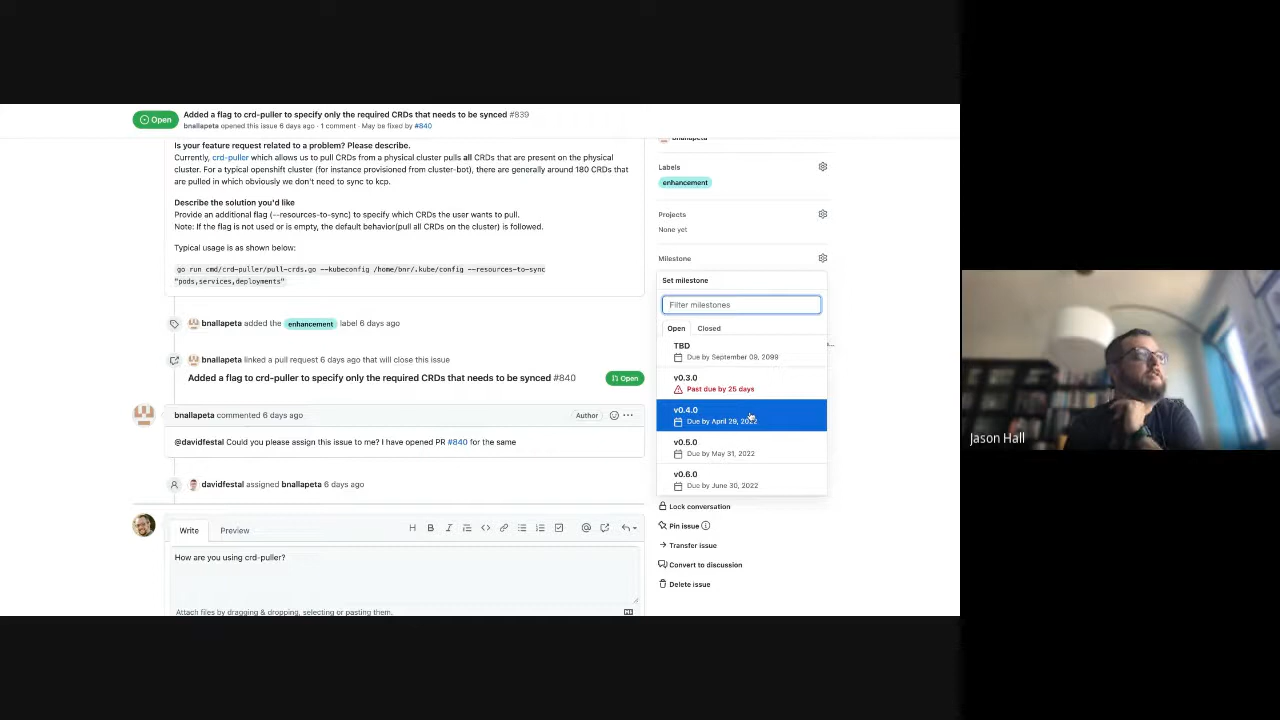 Open
Added a flag to crd-puller to specify only the required CRDs that needs to be synced #839
bnallapeta opened this issue 6 days ago · 1 comment · May be fixed by #840
Is your feature request related to a problem? Please describe.
Currently, crd-puller which allows us to pull CRDs from a physical cluster pulls all CRDs that are present on the physical
cluster. For a typical openshift cluster (for instance provisioned from cluster-bot), there are generally around 180 CRDs
that are pulled in which obviously we don't need to sync to kcp.
Describe the solution you'd like
Provide an additional flag (--resources-to-sync) to specify which CRDs the user wants to pull.
Note: If the flag is not used or is empty, the default behavior(pull all CRDs on the cluster) is followed.
Typical usage is as shown below:
go run cmd/crd-puller/pull-crds.go --kubeconfig /home/bnr/.kube/config --resources-to-sync
"pods,services,deployments"
bnallapeta added the enhancement label 6 days ago
bnallapeta linked a pull request 6 days ago that will close this issue
Added a flag to crd-puller to specify only the required CRDs that needs to be synced #840
Open
bnallapeta commented 6 days ago
Author
@davidfestal Could you please assign this issue to me? I have opened PR #840 for the same
davidfestal assigned bnallapeta 6 days ago
Write
Preview
How are you using crd-puller?
Attach files by dragging & dropping, selecting or pasting them.
bnallapeta
Labels
enhancement
Projects
None yet
Milestone
Set milestone
Filter milestones
Open
Closed
TBD
Due by September 09, 2099
v0.3.0
Past due by 25 days
v0.4.0
Due by April 29, 2022
v0.5.0
Due by May 31, 2022
v0.6.0
Due by June 30, 2022
Lock conversation
Pin issue
Transfer issue
Convert to discussion
Delete issue
Jason Hall